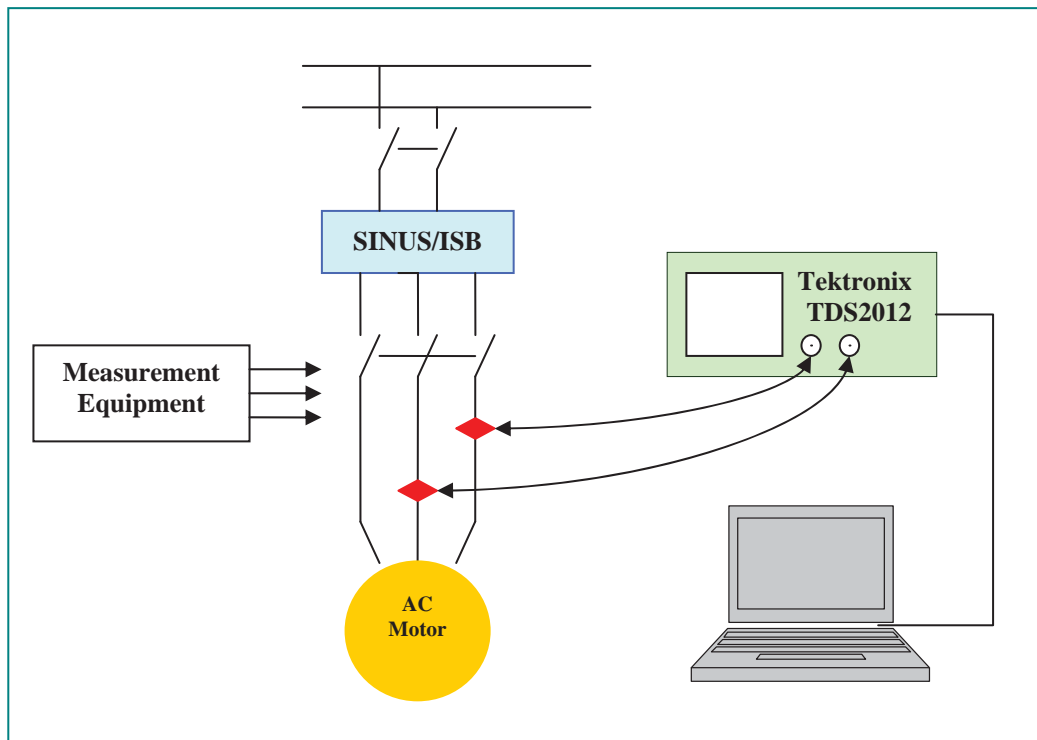 SINUS/ISB
Tektronix
TDS2012
Measurement
Equipment
AC
Motor